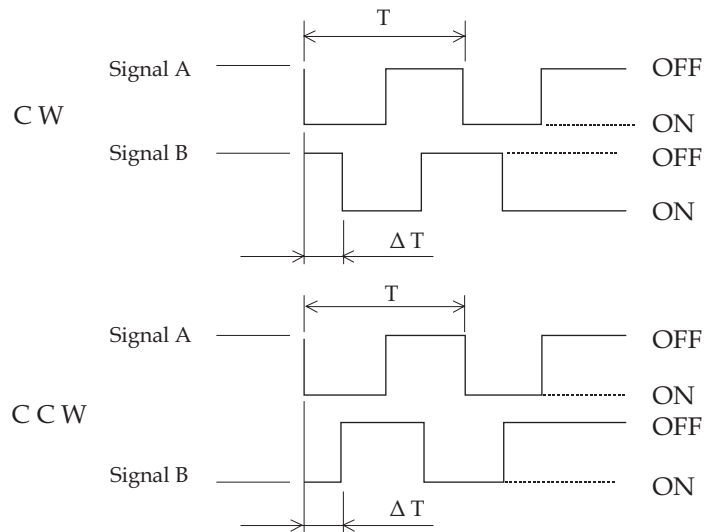 T
Signal A
OFF
C W
ON
Signal B
OFF
ON
Δ T
T
Signal A
OFF
ON
C C W
OFF
Signal B
ON
Δ T